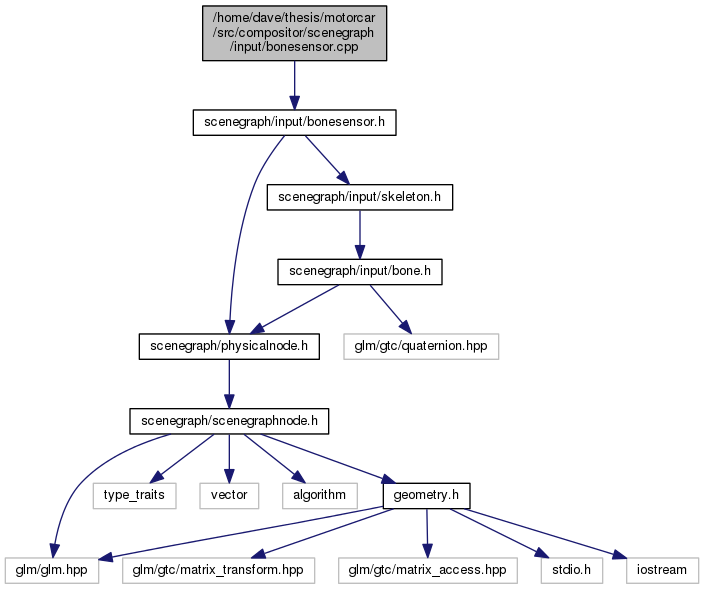 /home/dave/thesis/motorcar
/src/compositor/scenegraph
/input/bonesensor.cpp
scenegraph/input/bonesensor.h
scenegraph/input/skeleton.h
scenegraph/input/bone.h
scenegraph/physicalnode.h
glm/gtc/quaternion.hpp
scenegraph/scenegraphnode.h
type_traits
vector
algorithm
geometry.h
glm/glm.hpp
glm/gtc/matrix_transform.hpp
glm/gtc/matrix_access.hpp
stdio.h
iostream